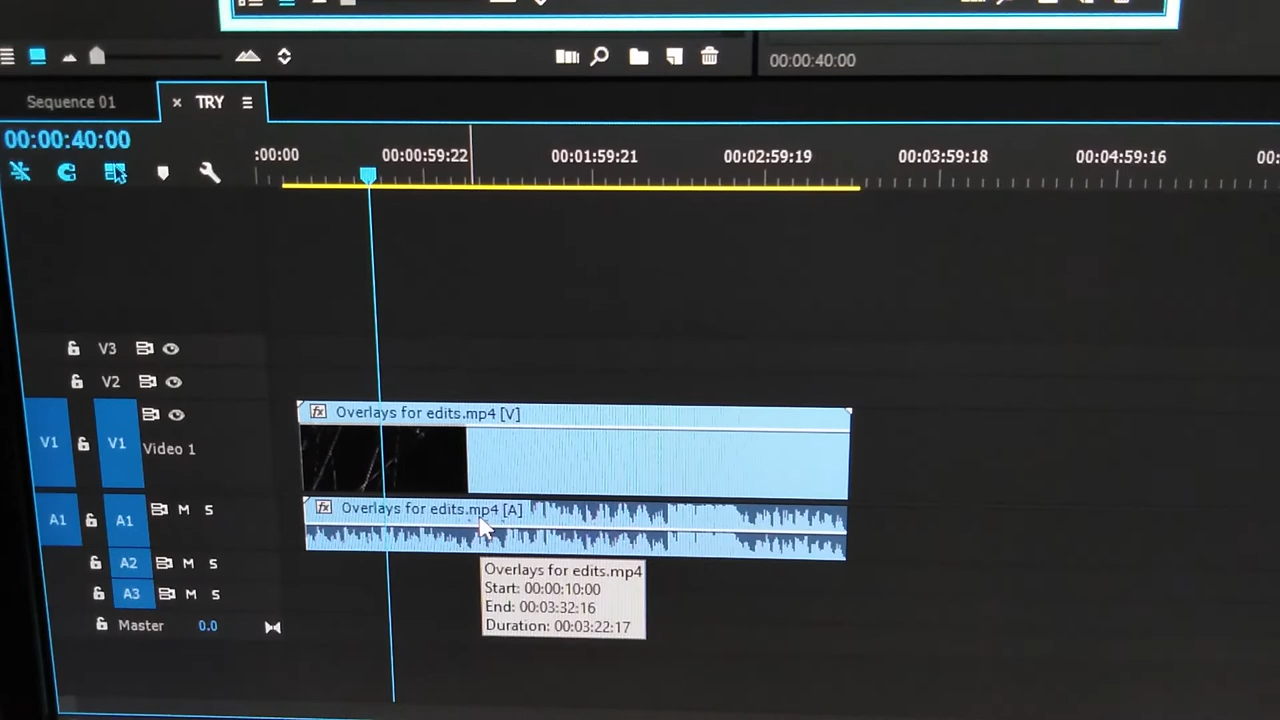 00:00:40:00
Sequence 01
× TRY
00:00:40:00
:00:00
00:00:59:22
00:01:59:21
00:02:59:19
00:03:59:18
00:04:59:16
00:
V3
V2
fx Overlays for edits.mp4 [V]
V1
V1
Video 1
fx Overlays for edits.mp4 [A]
A1
A1
M S
A2
M S
Overlays for edits.mp4
Start: 00:00:10:00
A3
M S
End: 00:03:32:16
Master
0.0
Duration: 00:03:22:17